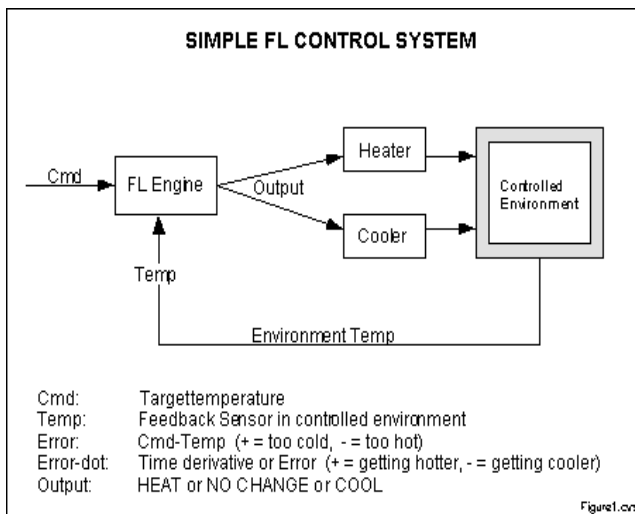 SIMPLE FL CONTROL SYSTEM
Cmd
FL Engine
Output
Heater
Cooler
Controlled
Environment
Temp
Environment Temp
Cmd: Targettemperature
Temp: Feedback Sensor in controlled environment
Error: Cmd-Temp (+ = too cold, - = too hot)
Error-dot: Time derivative or Error (+ = getting hotter, - = getting cooler)
Output: HEAT or NO CHANGE or COOL